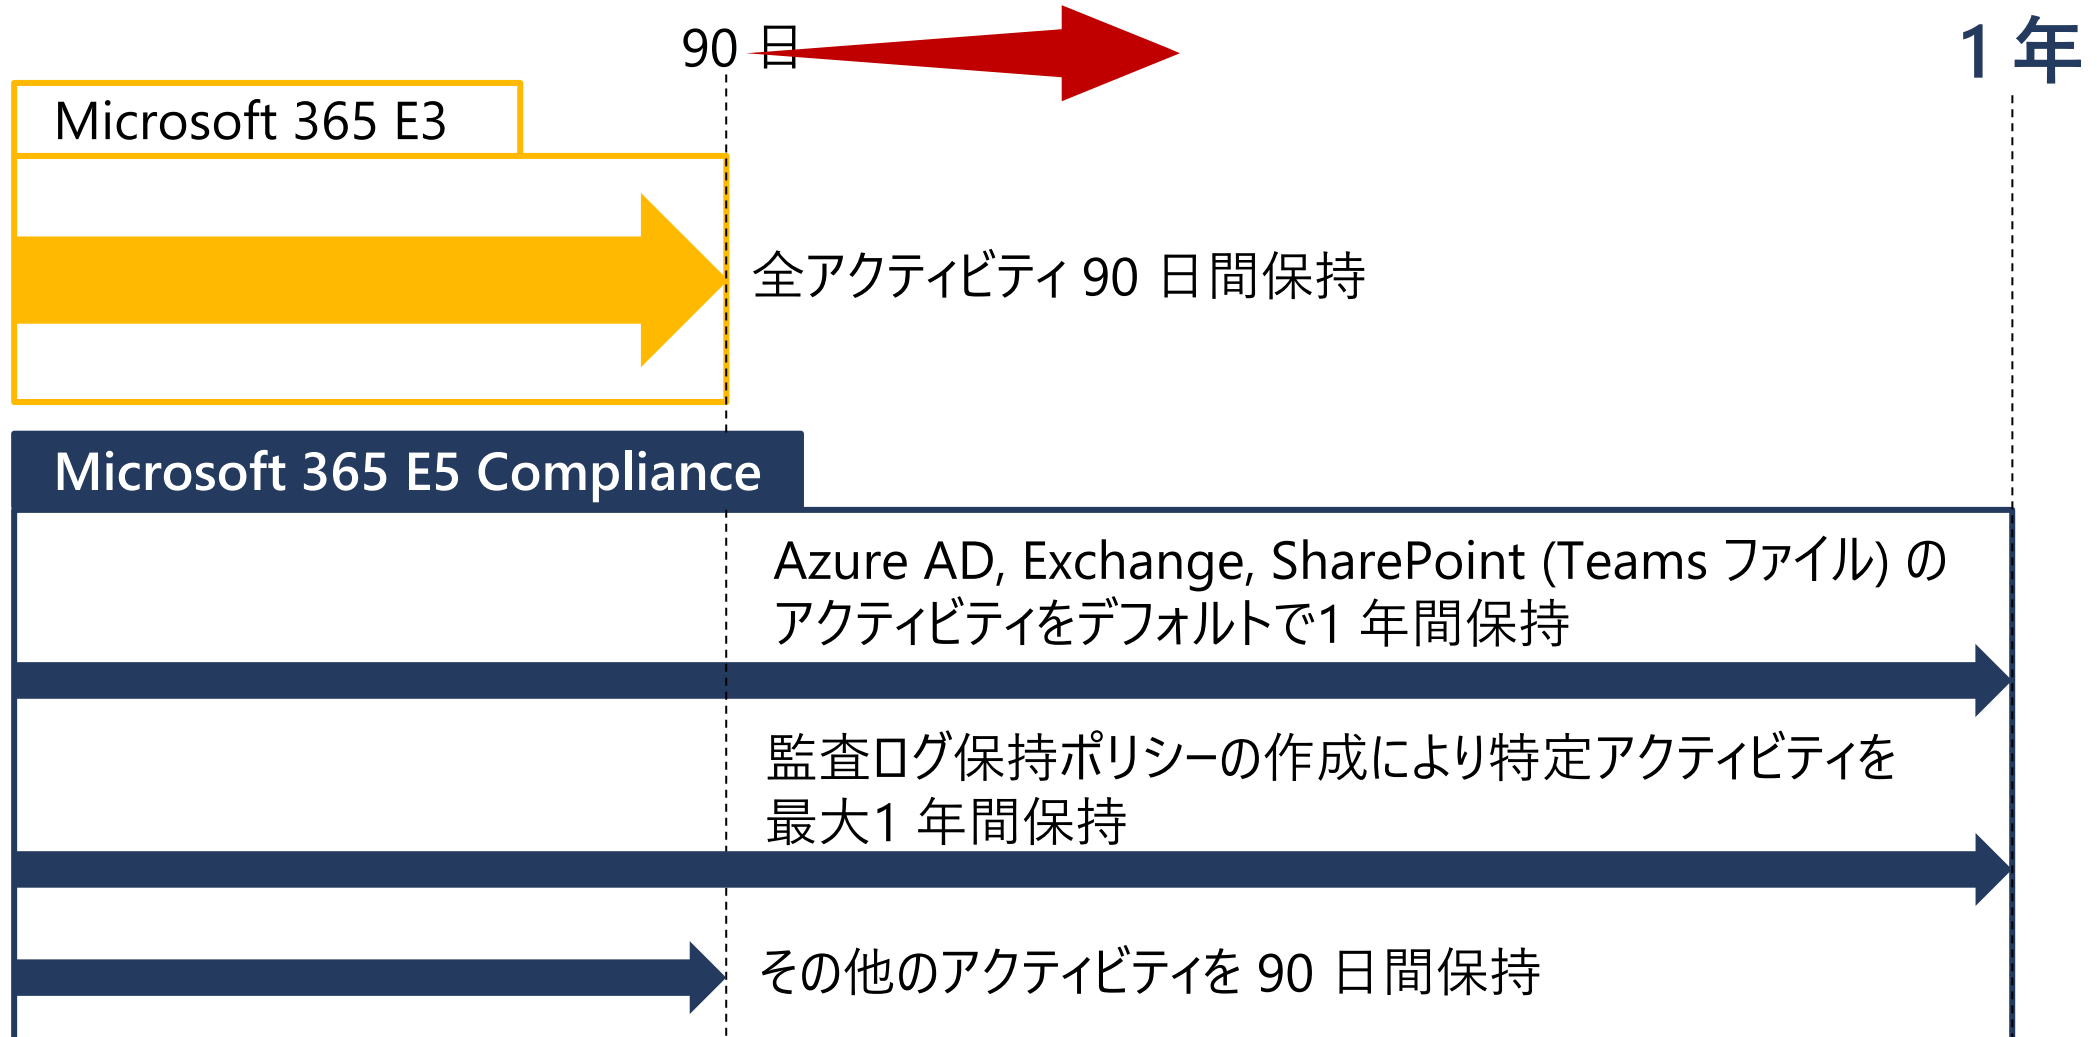 90 日
1 年
Microsoft 365 E3
全アクティビティ 90 日間保持
Microsoft 365 E5 Compliance
Azure AD, Exchange, SharePoint (Teams ファイル) の
アクティビティをデフォルトで1 年間保持
監査ログ保持ポリシーの作成により特定アクティビティを
最大1 年間保持
その他のアクティビティを 90 日間保持